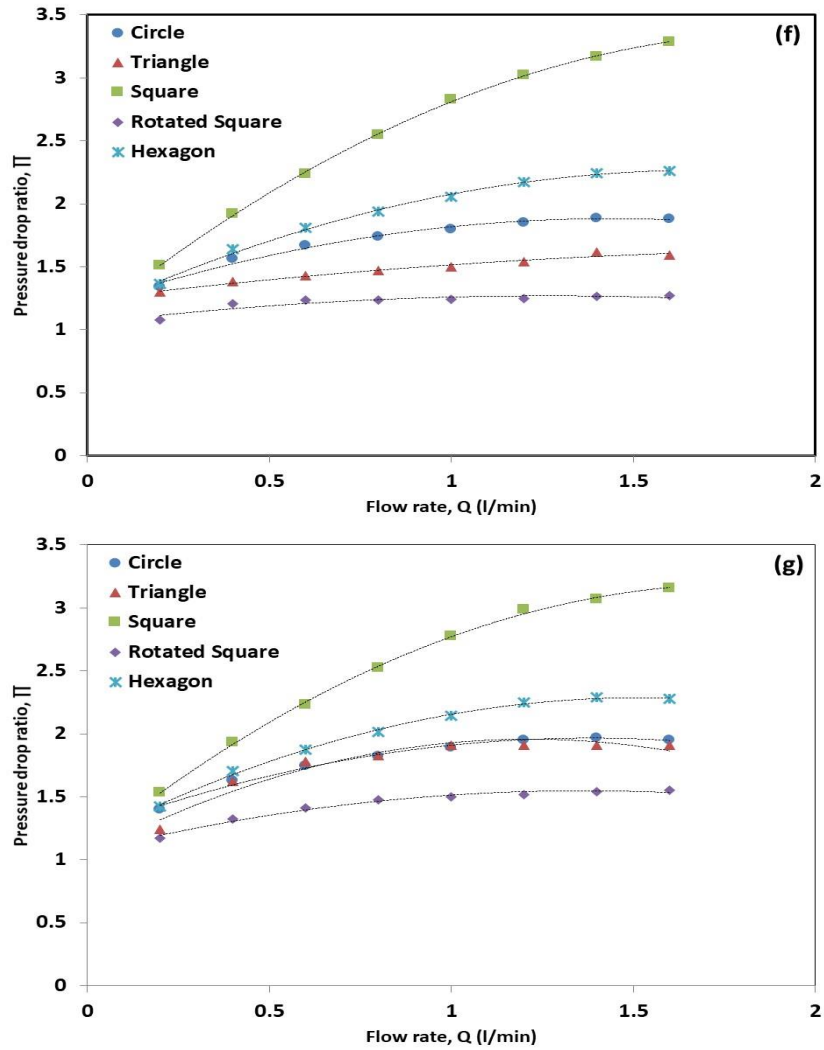 3.5
(f)
Circle
Triangle
3
Square
Rotated Square
2.5
Hexagon
2
Pressure drop ratio, ∏
1.5
1
0.5
0
0 0.5 1 1.5 2
Flow rate, Q (l/min)
3.5
(g)
Circle
Triangle
3
Square
Rotated Square
2.5
Hexagon
2
Pressure drop ratio, ∏
1.5
1
0.5
0
0 0.5 1 1.5 2
Flow rate, Q (l/min)